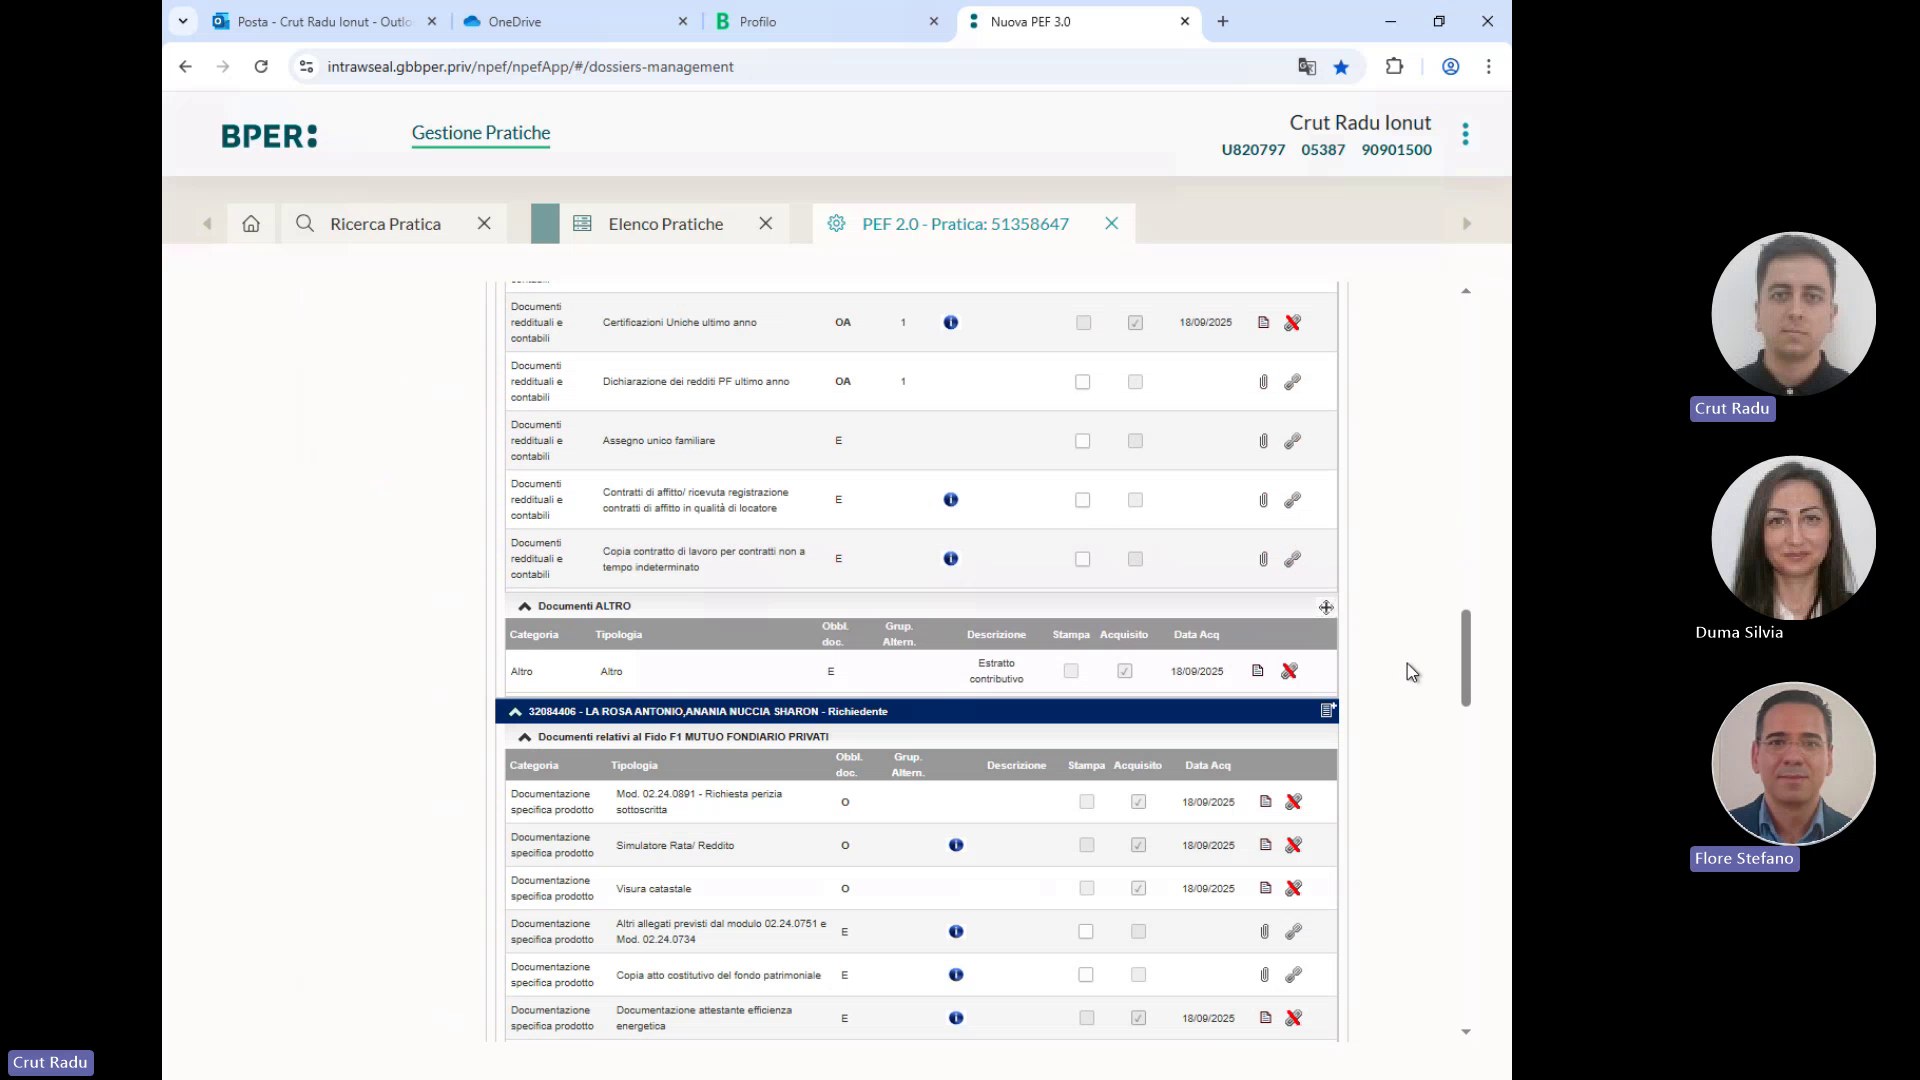 Posta - Crut Radu Ionut - Outlo
OneDrive
Profilo
Nuova PEF 3.0
intrawseal.gbbper.priv/npef/npefApp/#/dossiers-management
BPER:
Gestione Pratiche
Crut Radu Ionut
U820797 05387 90901500
Ricerca Pratica
Elenco Pratiche
PEF 2.0 - Pratica: 51358647
contabili
Documenti reddituali e contabili
Certificazioni Uniche ultimo anno OA 1 18/09/2025
Documenti reddituali e contabili
Dichiarazione dei redditi PF ultimo anno OA 1
Documenti reddituali e contabili
Assegno unico familiare E
Documenti reddituali e contabili
Contratti di affitto/ ricevuta registrazione
contratti di affitto in qualità di locatore E
Documenti reddituali e contabili
Copia contratto di lavoro per contratti non a
tempo indeterminato E
Documenti ALTRO
Categoria Tipologia Obbl. doc. Grup. Altern. Descrizione Stampa Acquisito Data Acq
Altro Altro E Estratto contributivo 18/09/2025
32084406 - LA ROSA ANTONIO,ANANIA NUCCIA SHARON - Richiedente
Documenti relativi al Fido F1 MUTUO FONDIARIO PRIVATI
Categoria Tipologia Obbl. doc. Grup. Altern. Descrizione Stampa Acquisito Data Acq
Documentazione specifica prodotto
Mod. 02.24.0891 - Richiesta perizia
sottoscritta O 18/09/2025
Documentazione specifica prodotto
Simulatore Rata/ Reddito O 18/09/2025
Documentazione specifica prodotto
Visura catastale O 18/09/2025
Documentazione specifica prodotto
Altri allegati previsti dal modulo 02.24.0751 e
Mod. 02.24.0734 E
Documentazione specifica prodotto
Copia atto costitutivo del fondo patrimoniale E
Documentazione specifica prodotto
Documentazione attestante efficienza
energetica E 18/09/2025
Crut Radu
Duma Silvia
Flore Stefano
Crut Radu